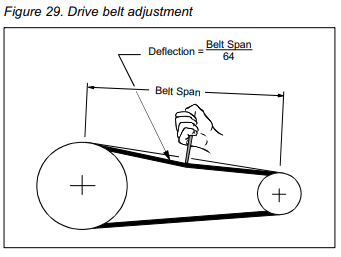 Figure 29. Drive belt adjustment
Deflection = Belt Span
64
Belt Span